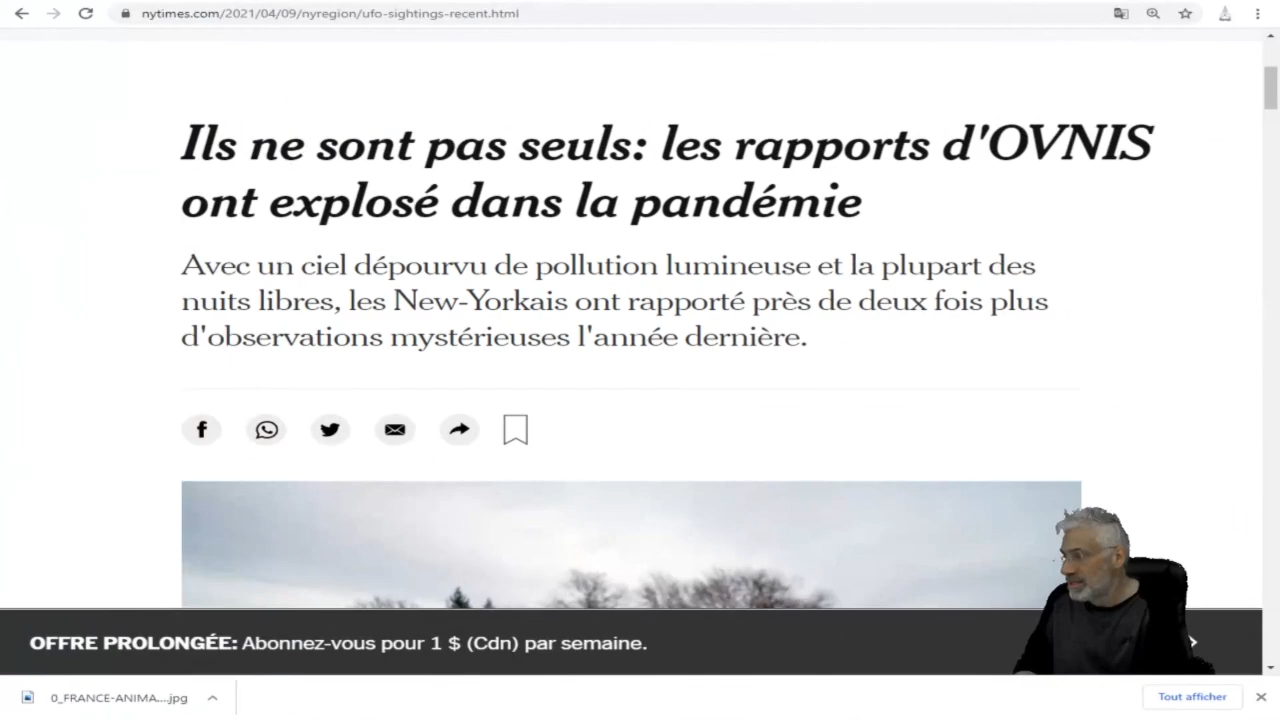 nytimes.com/2021/04/09/nyregion/ufo-sightings-recent.html
Ils ne sont pas seuls: les rapports d'OVNIS
ont explosé dans la pandémie
Avec un ciel dépourvu de pollution lumineuse et la plupart des
nuits libres, les New-Yorkais ont rapporté près de deux fois plus
d'observations mystérieuses l'année dernière.
OFFRE PROLONGÉE: Abonnez-vous pour 1 $ (Cdn) par semaine.
0_FRANCE-ANIMA....jpg
Tout afficher